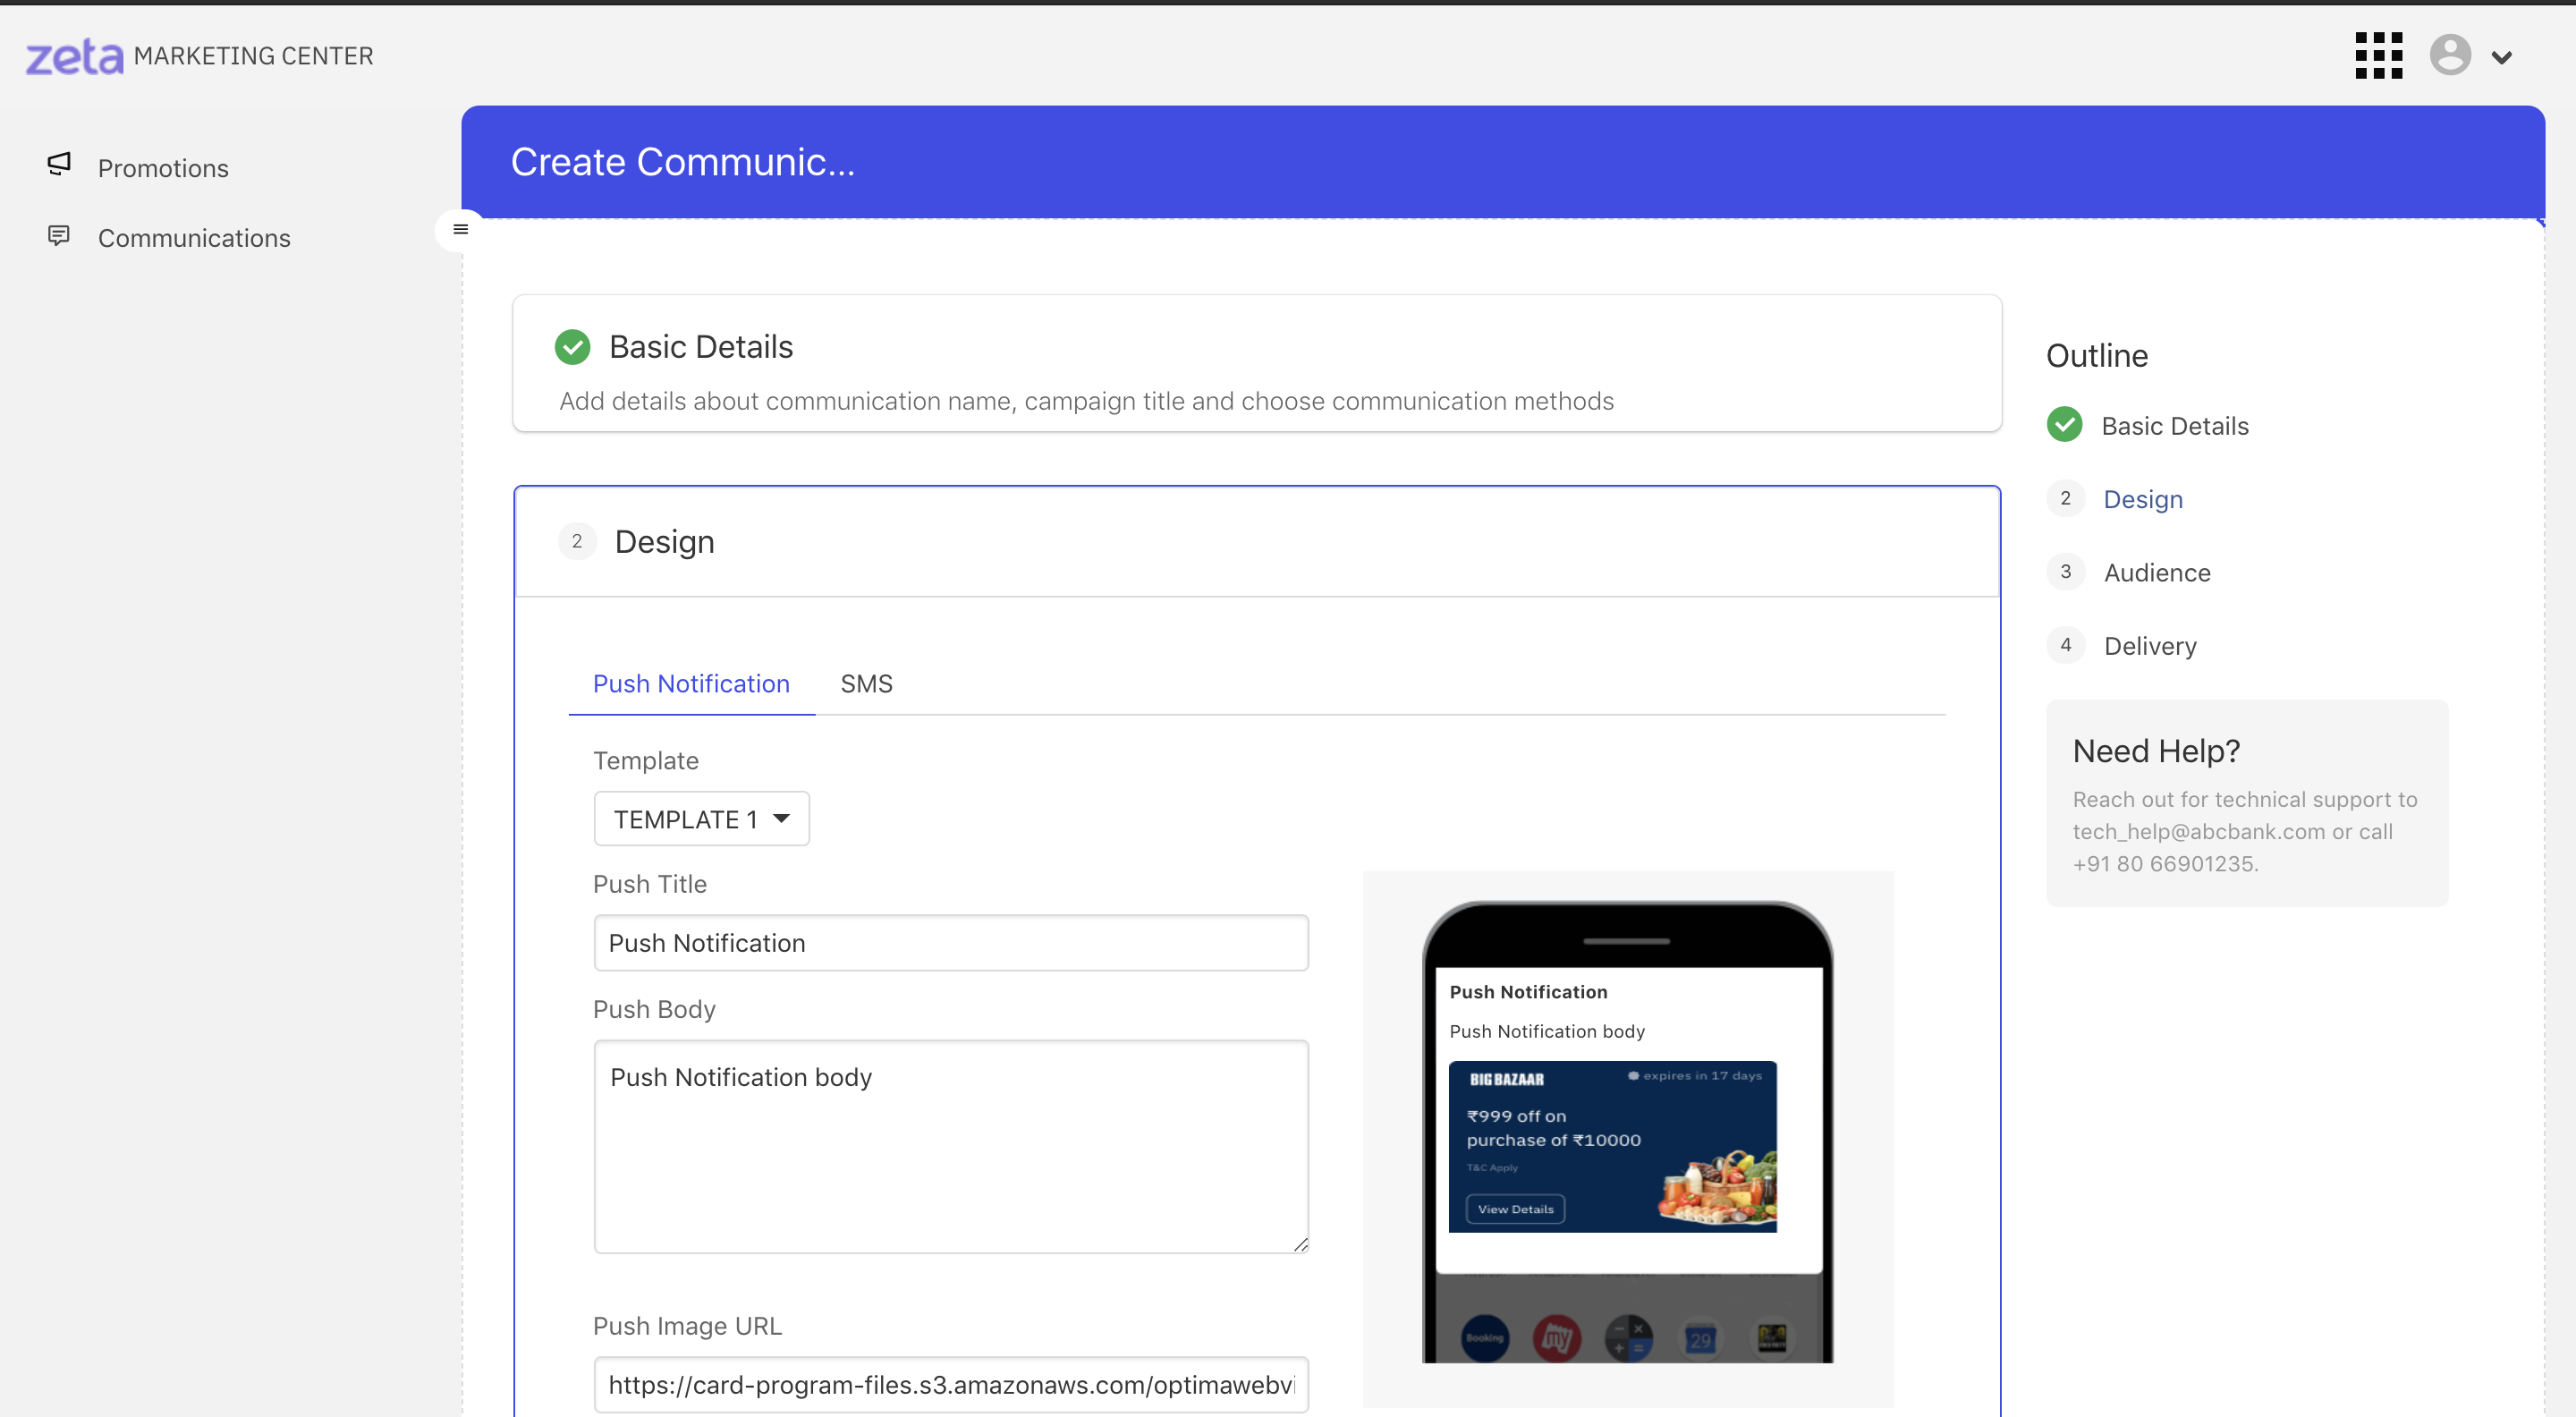 zeta MARKETING CENTER
Promotions
Communications
Create Communic...
Basic Details
Add details about communication name, campaign title and choose communication methods
2 Design
Push Notification SMS
Template
TEMPLATE 1
Push Title
Push Notification
Push Body
Push Notification body
Push Image URL
https://card-program-files.s3.amazonaws.com/optimawebvi
Push Notification
Push Notification body
BIG BAZAAR expires in 17 days
₹999 off on
purchase of ₹10000
T&C Apply
View Details
Booking my 29
Outline
Basic Details
2 Design
3 Audience
4 Delivery
Need Help?
Reach out for technical support to
tech_help@abcbank.com or call
+91 80 66901235.